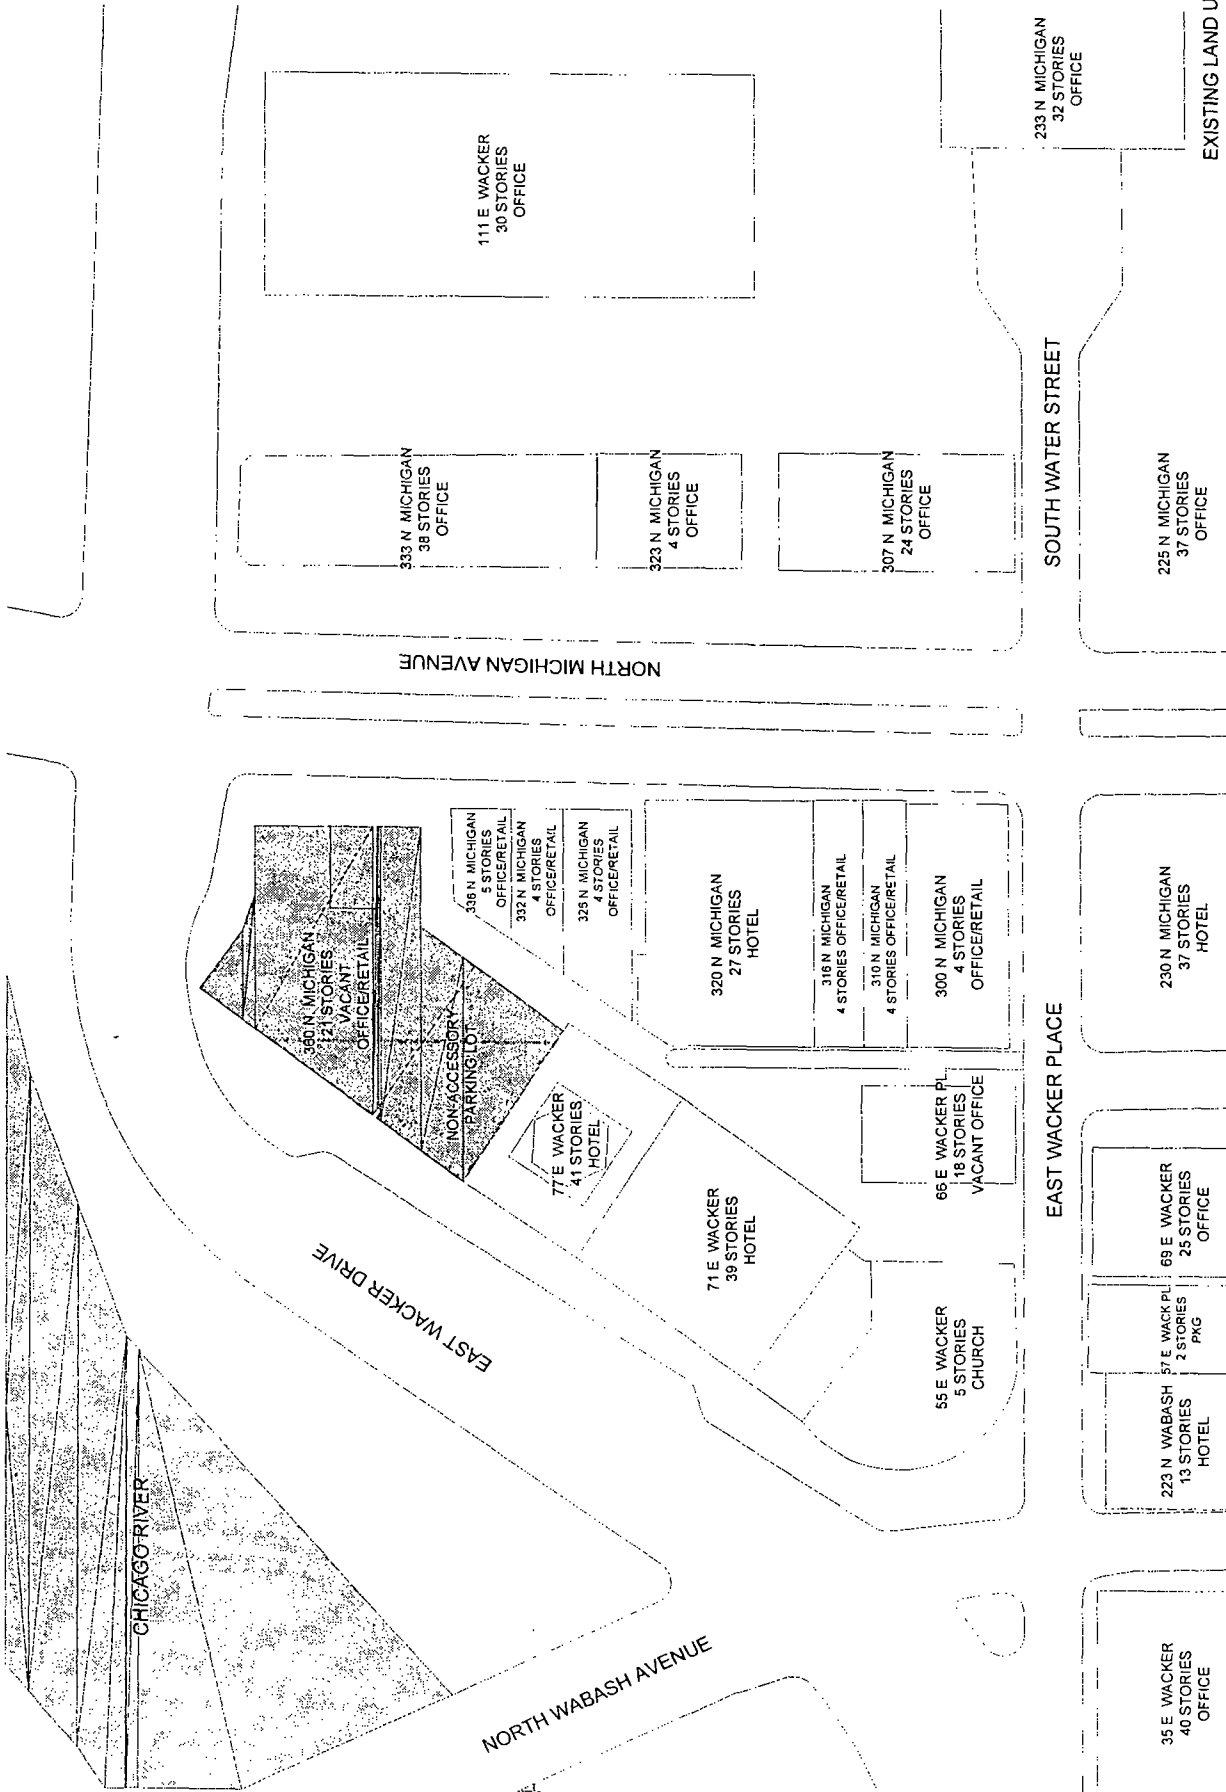 CHICAGO RIVER
EAST WACKER DRIVE
NORTH WABASH AVENUE
NORTH MICHIGAN AVENUE
SOUTH WATER STREET
EAST WACKER PLACE
111 E WACKER
30 STORIES
OFFICE
233 N MICHIGAN
32 STORIES
OFFICE
333 N MICHIGAN
38 STORIES
OFFICE
323 N MICHIGAN
4 STORIES
OFFICE
307 N MICHIGAN
24 STORIES
OFFICE
225 N MICHIGAN
37 STORIES
OFFICE
360 N MICHIGAN
21 STORIES
VACANT
OFFICE/RETAIL
NON-ACCESSORY
PARKING LOT
336 N MICHIGAN
5 STORIES
OFFICE/RETAIL
332 N MICHIGAN
4 STORIES
OFFICE/RETAIL
326 N MICHIGAN
4 STORIES
OFFICE/RETAIL
320 N MICHIGAN
27 STORIES
HOTEL
316 N MICHIGAN
4 STORIES OFFICE/RETAIL
310 N MICHIGAN
4 STORIES OFFICE/RETAIL
300 N MICHIGAN
4 STORIES
OFFICE/RETAIL
230 N MICHIGAN
37 STORIES
HOTEL
77 E WACKER
41 STORIES
HOTEL
71 E WACKER
39 STORIES
HOTEL
66 E WACKER PL
18 STORIES
VACANT OFFICE
55 E WACKER
5 STORIES
CHURCH
69 E WACKER
25 STORIES
OFFICE
57 E WACK PL
2 STORIES
PKG
223 N WABASH
13 STORIES
HOTEL
35 E WACKER
40 STORIES
OFFICE
EXISTING LAND U